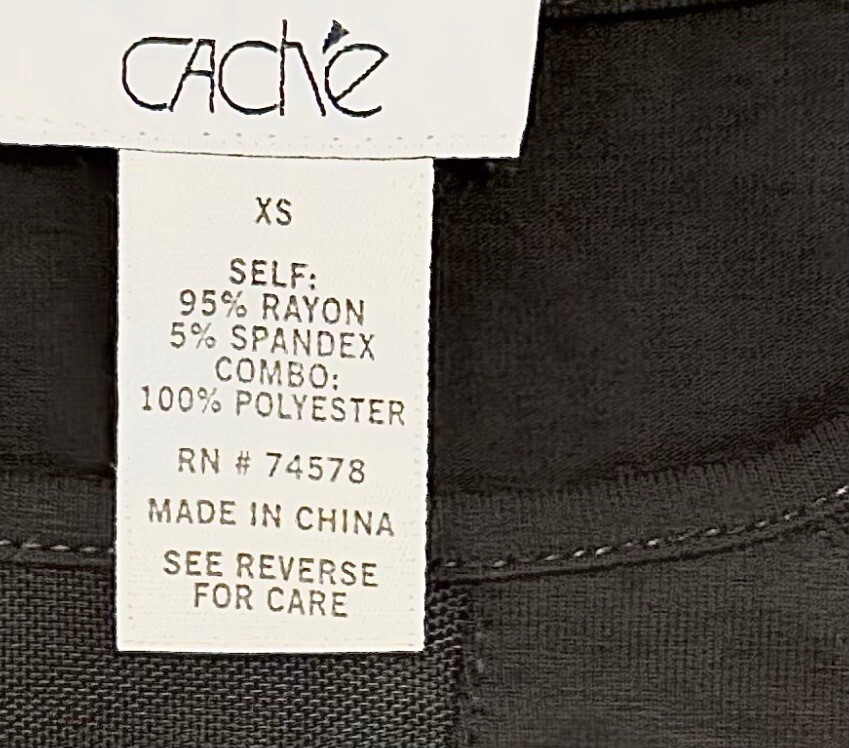 CACHé
XS
SELF:
95% RAYON
5% SPANDEX
COMBO:
100% POLYESTER
RN # 74578
MADE IN CHINA
SEE REVERSE
FOR CARE